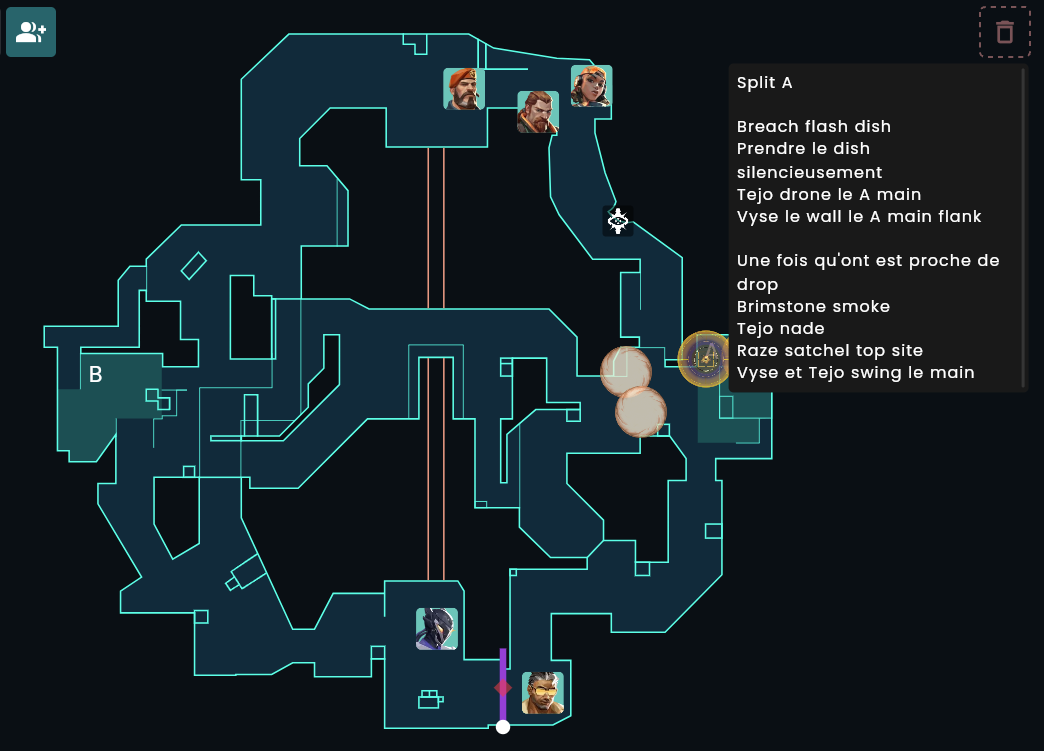 Split A
Breach flash dish
Prendre le dish
silencieusement
Tejo drone le A main
Vyse le wall le A main flank
Une fois qu'ont est proche de
drop
Brimstone smoke
Tejo nade
Raze satchel top site
Vyse et Tejo swing le main
A
B